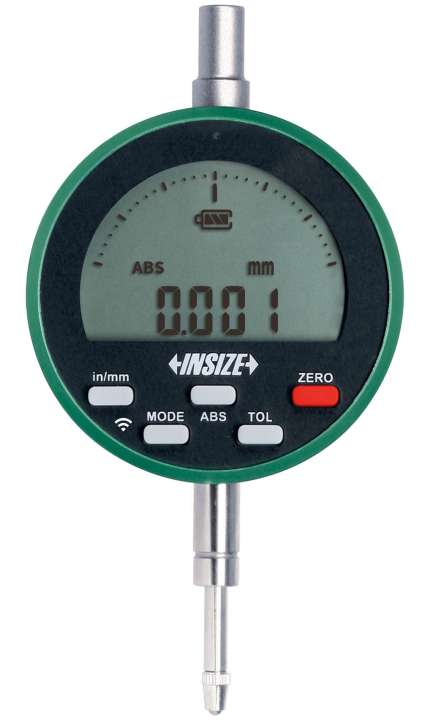 ABS mm
0.001
INSIZE
in/mm ZERO
MODE ABS TOL